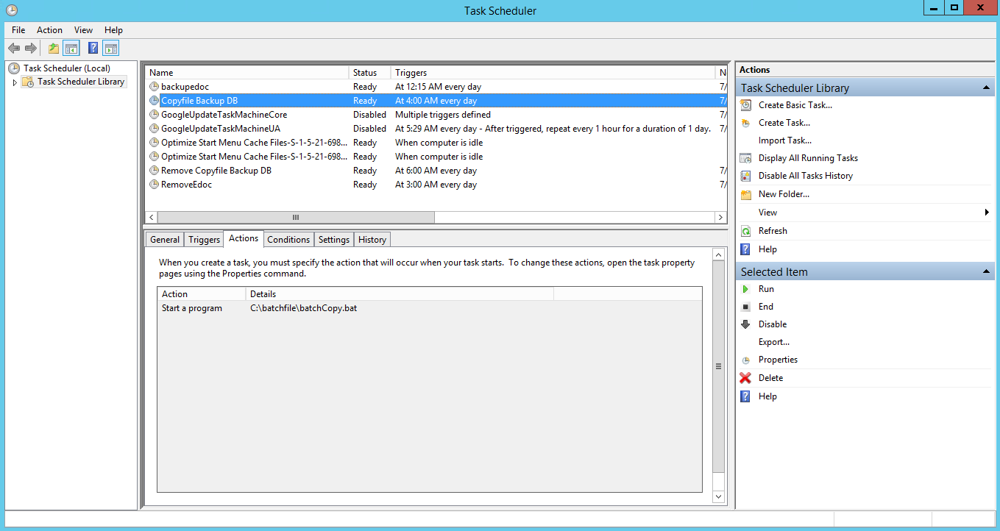 Task Scheduler
File Action View Help
Task Scheduler (Local)
Task Scheduler Library
Name Status Triggers N
backupedoc Ready At 12:15 AM every day 7/
Copyfile Backup DB Ready At 4:00 AM every day 7/
GoogleUpdateTaskMachineCore Disabled Multiple triggers defined 7/
GoogleUpdateTaskMachineUA Disabled At 5:29 AM every day - After triggered, repeat every 1 hour for a duration of 1 day. 7/
Optimize Start Menu Cache Files-S-1-5-21-698... Ready When computer is idle
Optimize Start Menu Cache Files-S-1-5-21-698... Ready When computer is idle
Remove Copyfile Backup DB Ready At 6:00 AM every day 7/
RemoveEdoc Ready At 3:00 AM every day 7/
General Triggers Actions Conditions Settings History
When you create a task, you must specify the action that will occur when your task starts.  To change these actions, open the task property
pages using the Properties command.
Action Details
Start a program C:\batchfile\batchCopy.bat
Actions
Task Scheduler Library
Create Basic Task...
Create Task...
Import Task...
Display All Running Tasks
Disable All Tasks History
New Folder...
View
Refresh
Help
Selected Item
Run
End
Disable
Export...
Properties
Delete
Help